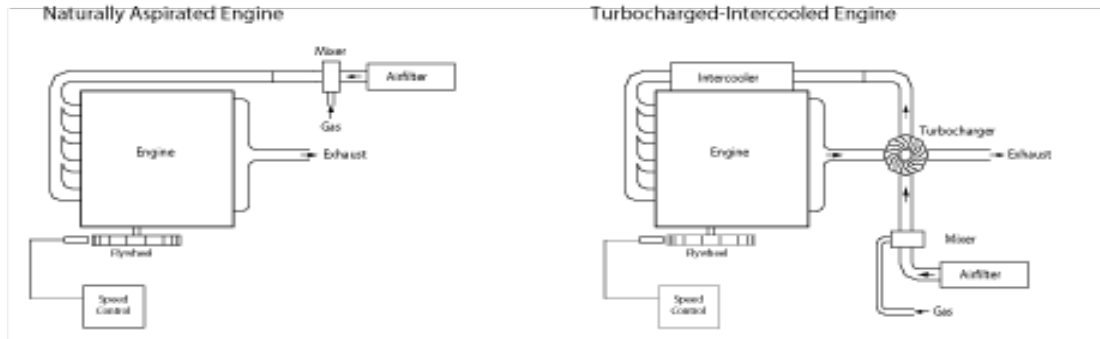 Naturally Aspirated Engine
Mixer
Airfilter
Gas
Engine
Exhaust
Flywheel
Speed
Control
Turbocharged-Intercooled Engine
Intercooler
Turbocharger
Engine
Exhaust
Mixer
Flywheel
Airfilter
Speed
Control
Gas